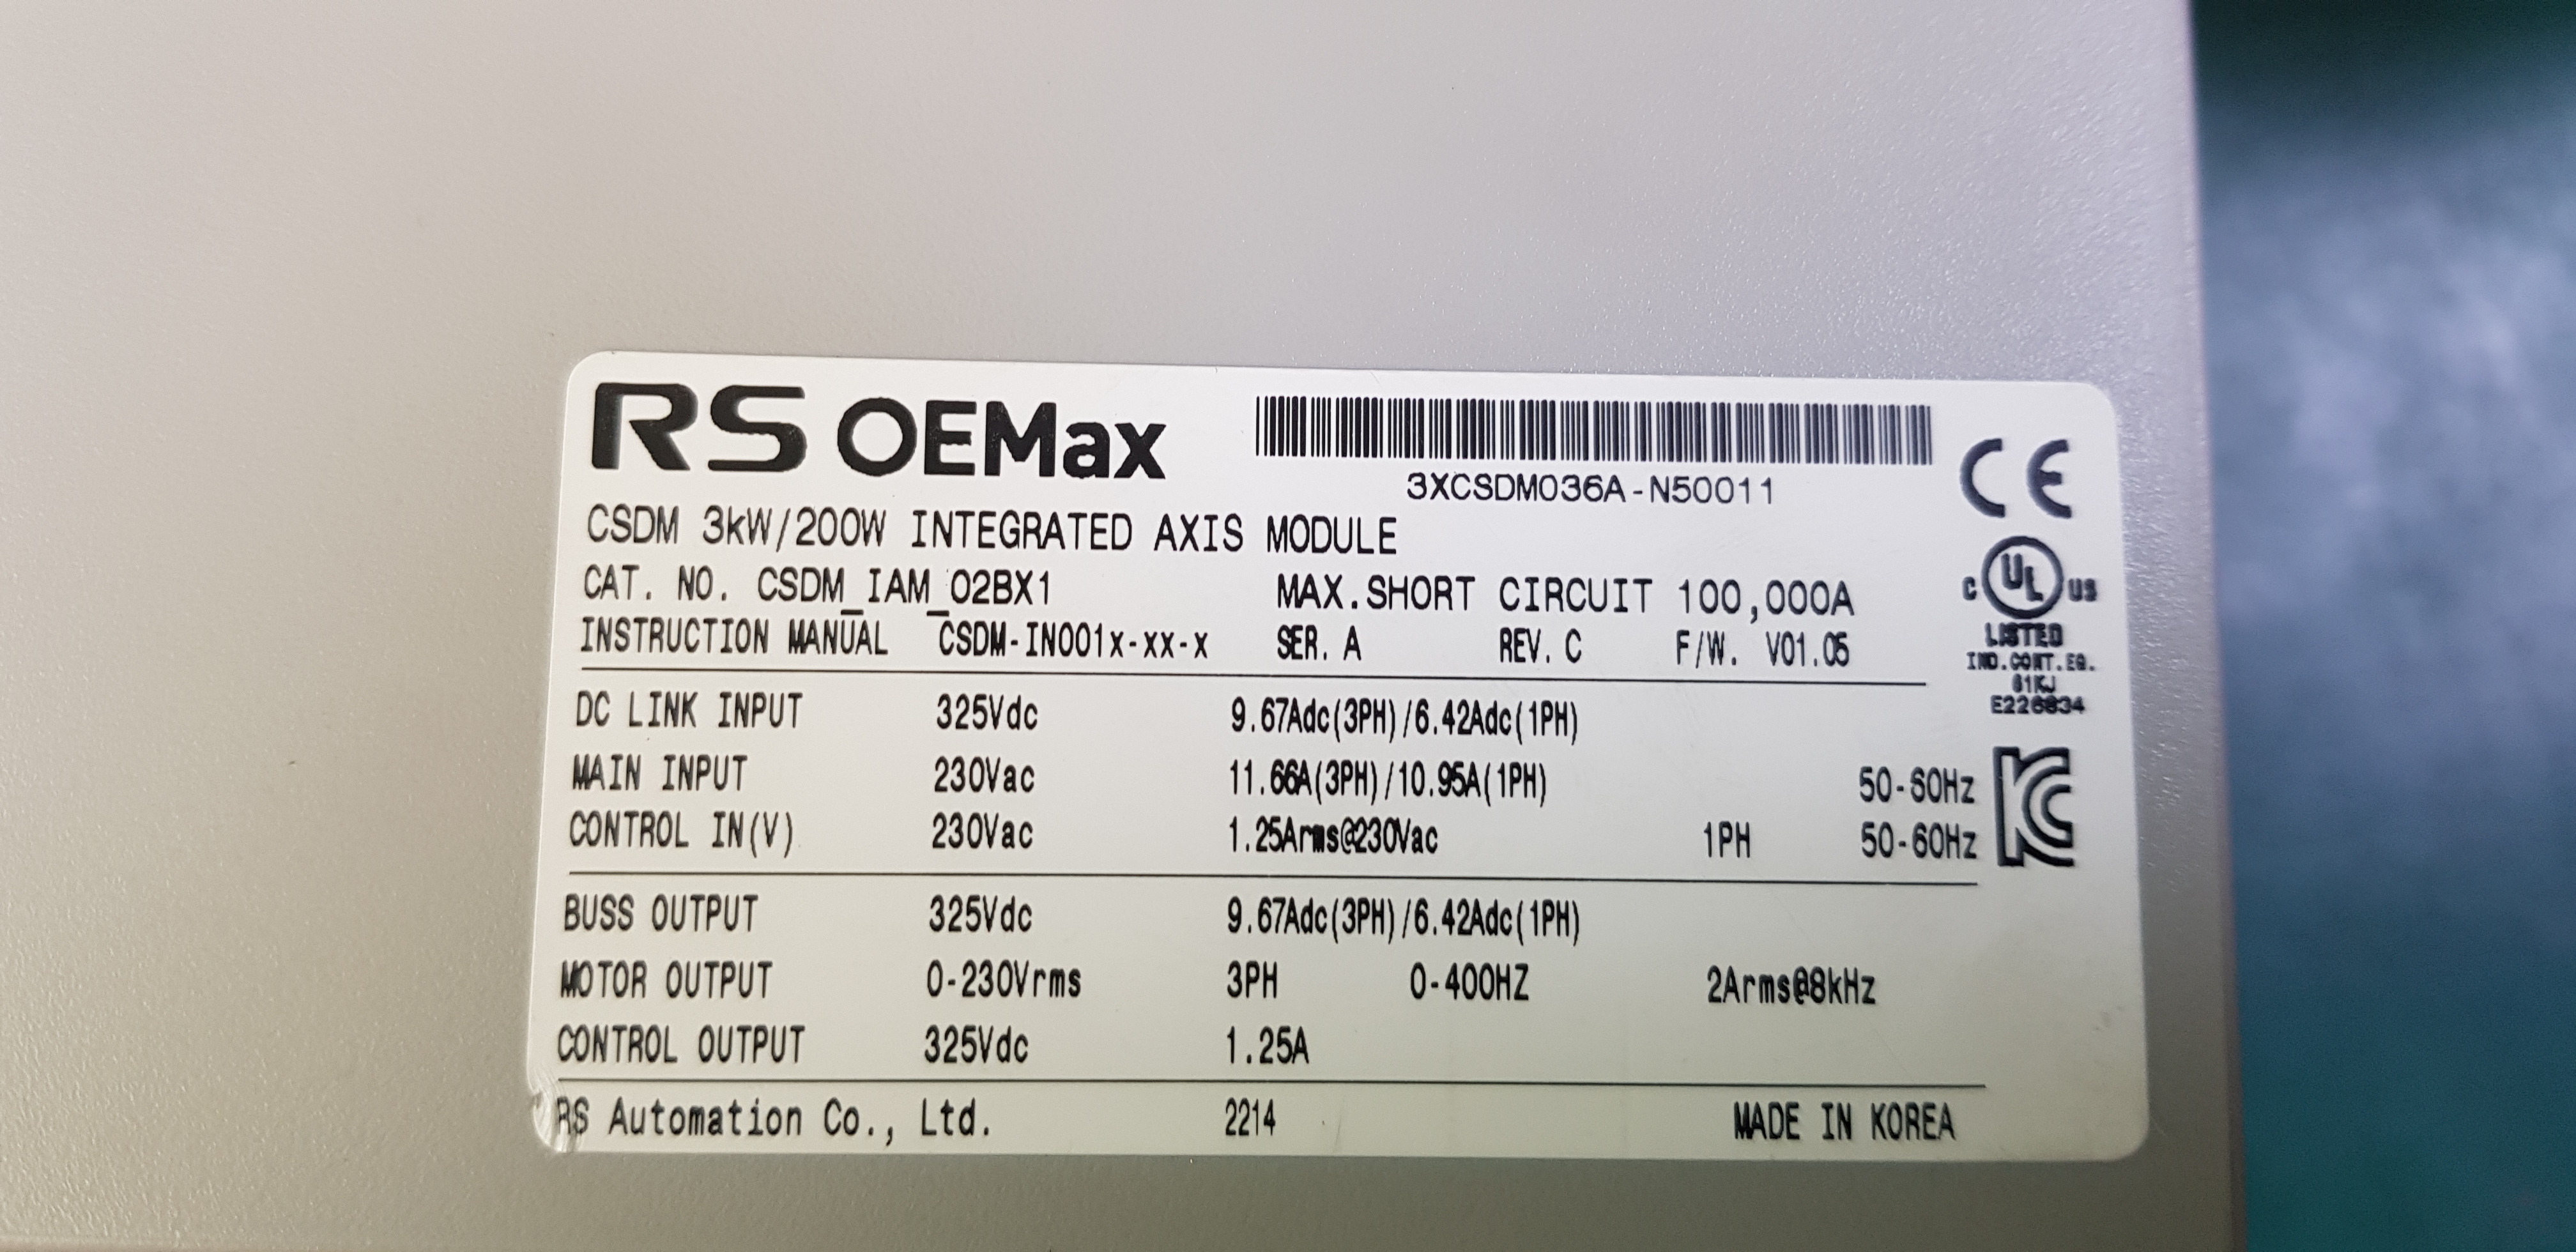 RS OEMax
3XCSDM036A-N50011
CE
CSDM 3kW/200W INTEGRATED AXIS MODULE
CAT. NO. CSDM_IAM_02BX1 MAX.SHORT CIRCUIT 100,000A
INSTRUCTION MANUAL CSDM-IN001x-xx-x SER. A REV. C F/W. V01.05
C UL US
LISTED
IND.CONT.EQ.
61KJ
E226834
DC LINK INPUT 325Vdc 9.67Adc(3PH)/6.42Adc(1PH)
MAIN INPUT 230Vac 11.66A(3PH)/10.95A(1PH) 50-60Hz
CONTROL IN(V) 230Vac 1.25Arms@230Vac 1PH 50-60Hz
KC
BUSS OUTPUT 325Vdc 9.67Adc(3PH)/6.42Adc(1PH)
MOTOR OUTPUT 0-230Vrms 3PH 0-400HZ 2Arms@8kHz
CONTROL OUTPUT 325Vdc 1.25A
RS Automation Co., Ltd. 2214 MADE IN KOREA